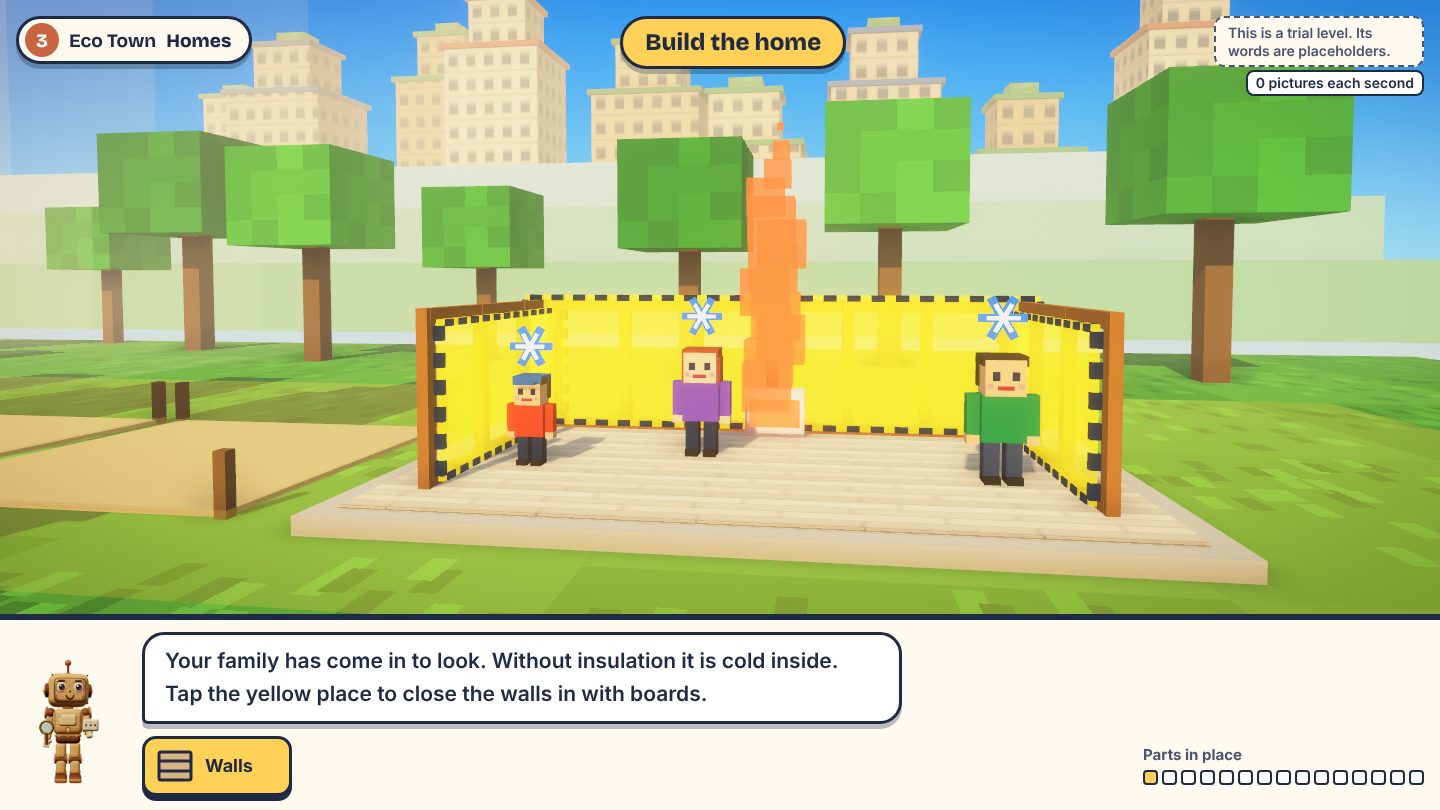 3 Eco Town Homes
Build the home
This is a trial level. Its
words are placeholders.
0 pictures each second
Your family has come in to look. Without insulation it is cold inside.
Tap the yellow place to close the walls in with boards.
Walls
Parts in place